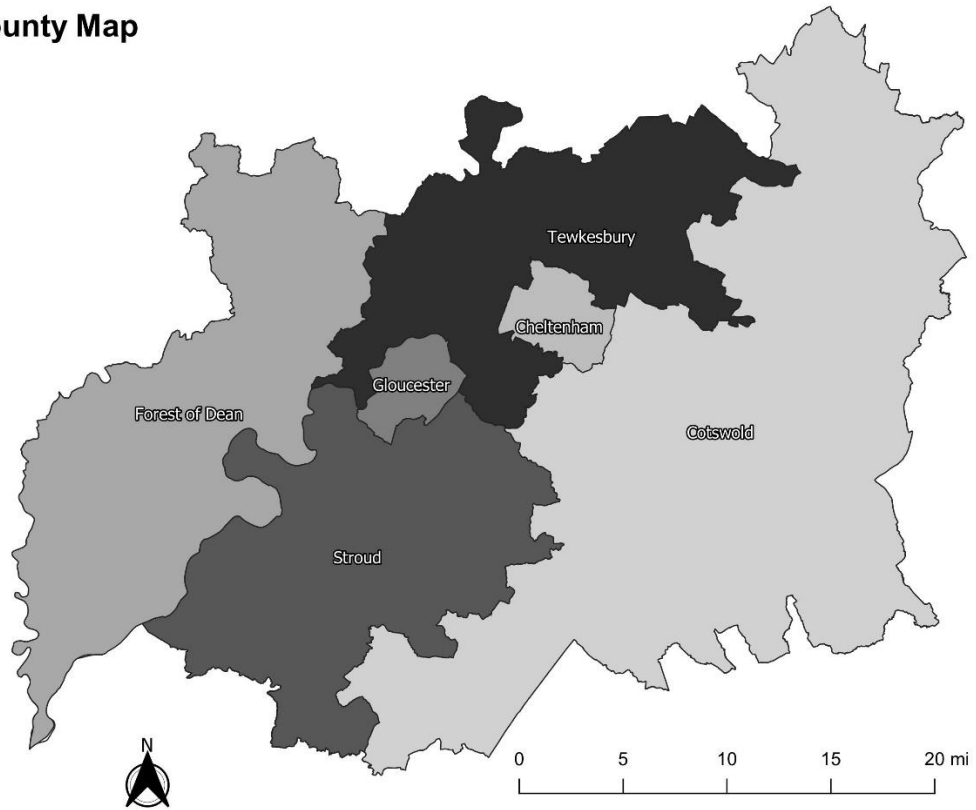 ounty Map
Tewkesbury
Cheltenham
Gloucester
Forest of Dean
Cotswold
Stroud
N
0 5 10 15 20 mi